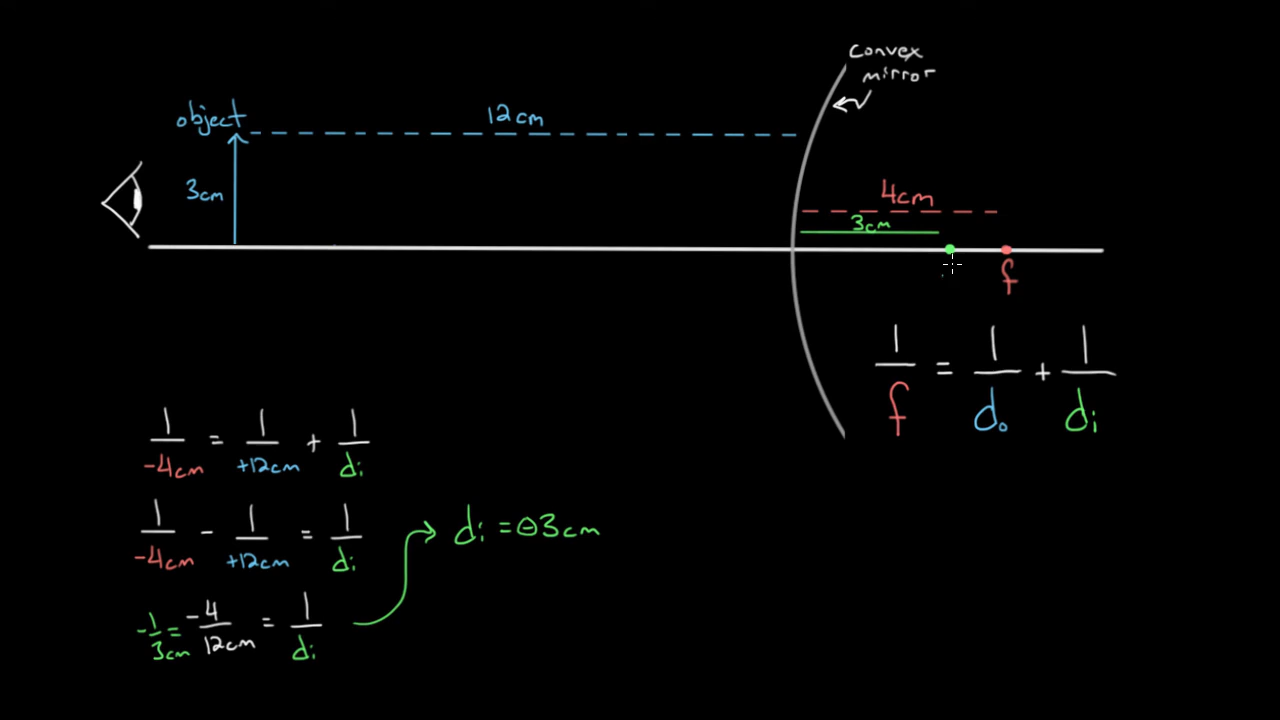 convex
mirror
object
12cm
3cm
4cm
3cm
f
1/f = 1/do + 1/di
1/-4cm = 1/+12cm + 1/di
1/-4cm - 1/+12cm = 1/di
di = -3cm
-1/3cm = -4/12cm = 1/di